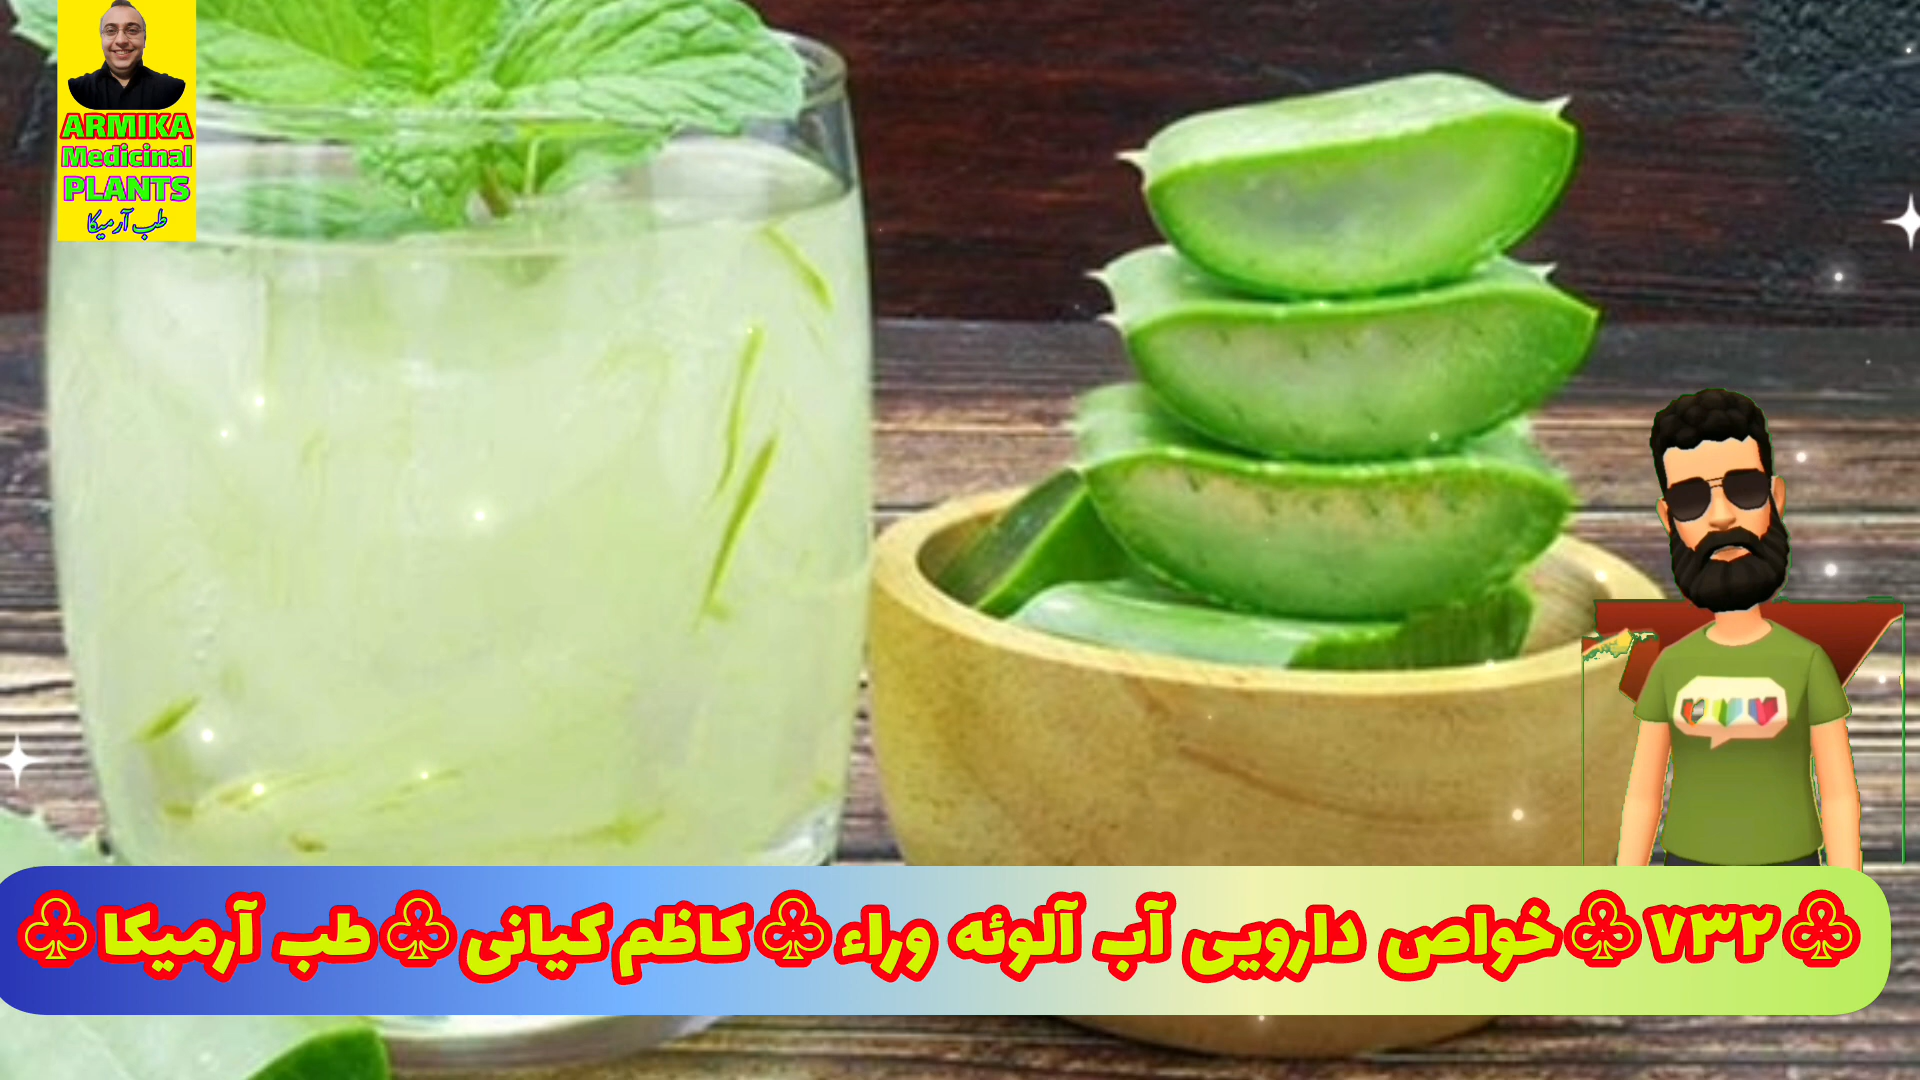 ARMIKA
Medicinal
PLANTS
طب آرمیکا
♣۷۳۲♣خواص دارویی آب آلوئه وراء♣کاظم کیانی♣طب آرمیکا♣